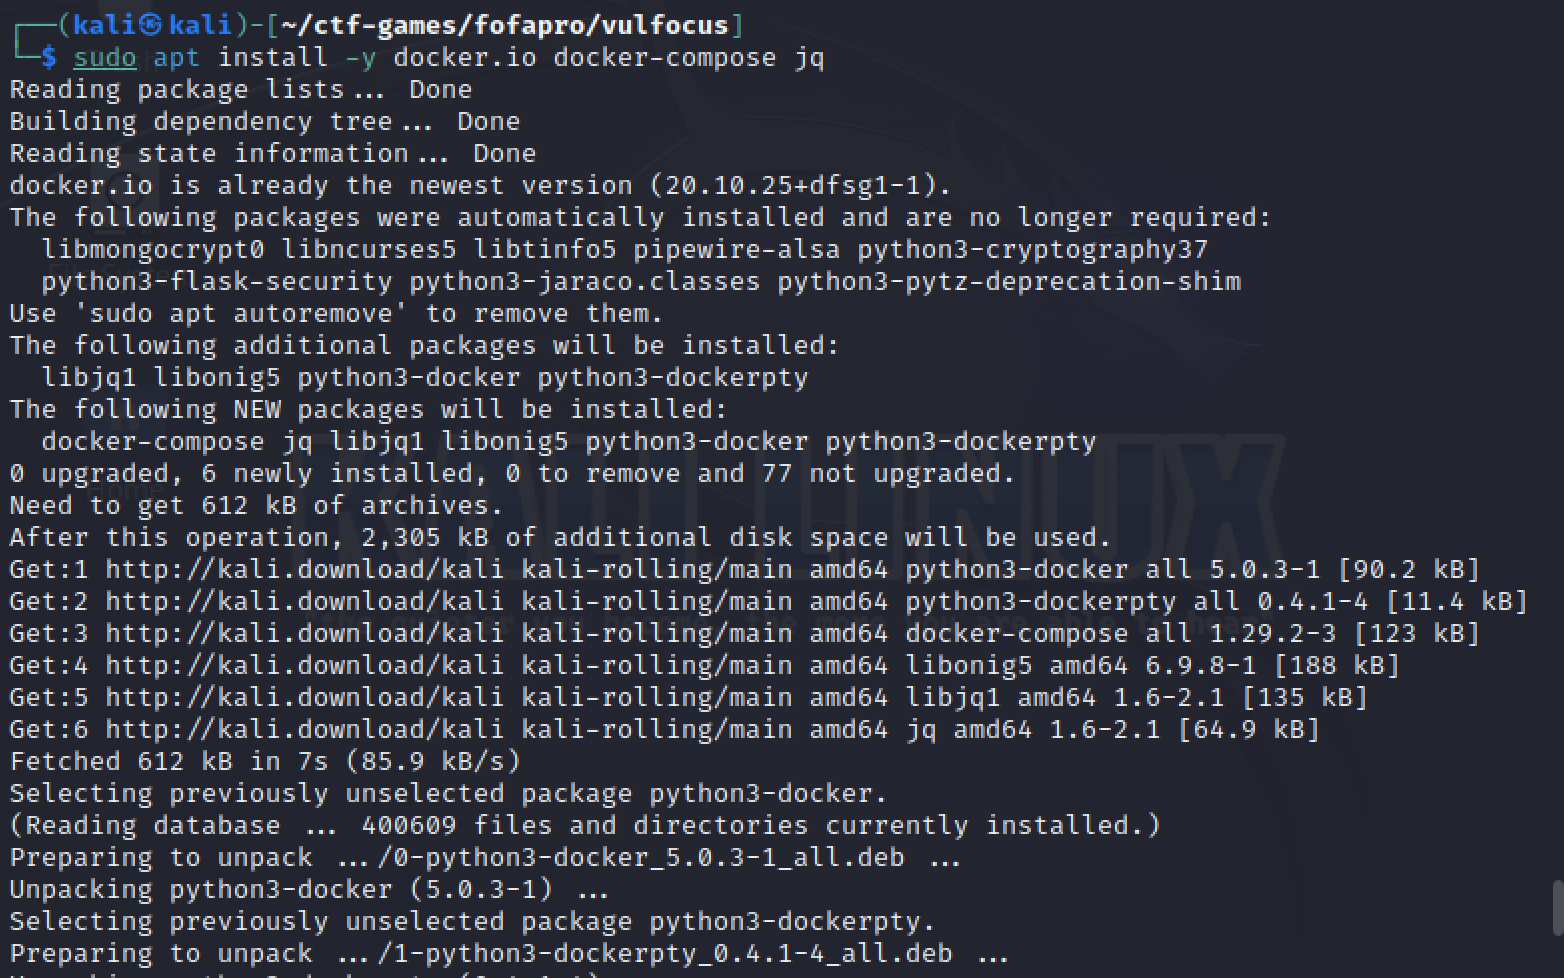 (kali㉿kali)-[~/ctf-games/fofapro/vulfocus]
$ sudo apt install -y docker.io docker-compose jq
Reading package lists... Done
Building dependency tree... Done
Reading state information... Done
docker.io is already the newest version (20.10.25+dfsg1-1).
The following packages were automatically installed and are no longer required:
  libmongocrypt0 libncurses5 libtinfo5 pipewire-alsa python3-cryptography37
  python3-flask-security python3-jaraco.classes python3-pytz-deprecation-shim
Use 'sudo apt autoremove' to remove them.
The following additional packages will be installed:
  libjq1 libonig5 python3-docker python3-dockerpty
The following NEW packages will be installed:
  docker-compose jq libjq1 libonig5 python3-docker python3-dockerpty
0 upgraded, 6 newly installed, 0 to remove and 77 not upgraded.
Need to get 612 kB of archives.
After this operation, 2,305 kB of additional disk space will be used.
Get:1 http://kali.download/kali kali-rolling/main amd64 python3-docker all 5.0.3-1 [90.2 kB]
Get:2 http://kali.download/kali kali-rolling/main amd64 python3-dockerpty all 0.4.1-4 [11.4 kB]
Get:3 http://kali.download/kali kali-rolling/main amd64 docker-compose all 1.29.2-3 [123 kB]
Get:4 http://kali.download/kali kali-rolling/main amd64 libonig5 amd64 6.9.8-1 [188 kB]
Get:5 http://kali.download/kali kali-rolling/main amd64 libjq1 amd64 1.6-2.1 [135 kB]
Get:6 http://kali.download/kali kali-rolling/main amd64 jq amd64 1.6-2.1 [64.9 kB]
Fetched 612 kB in 7s (85.9 kB/s)
Selecting previously unselected package python3-docker.
(Reading database ... 400609 files and directories currently installed.)
Preparing to unpack .../0-python3-docker_5.0.3-1_all.deb ...
Unpacking python3-docker (5.0.3-1) ...
Selecting previously unselected package python3-dockerpty.
Preparing to unpack .../1-python3-dockerpty_0.4.1-4_all.deb ...